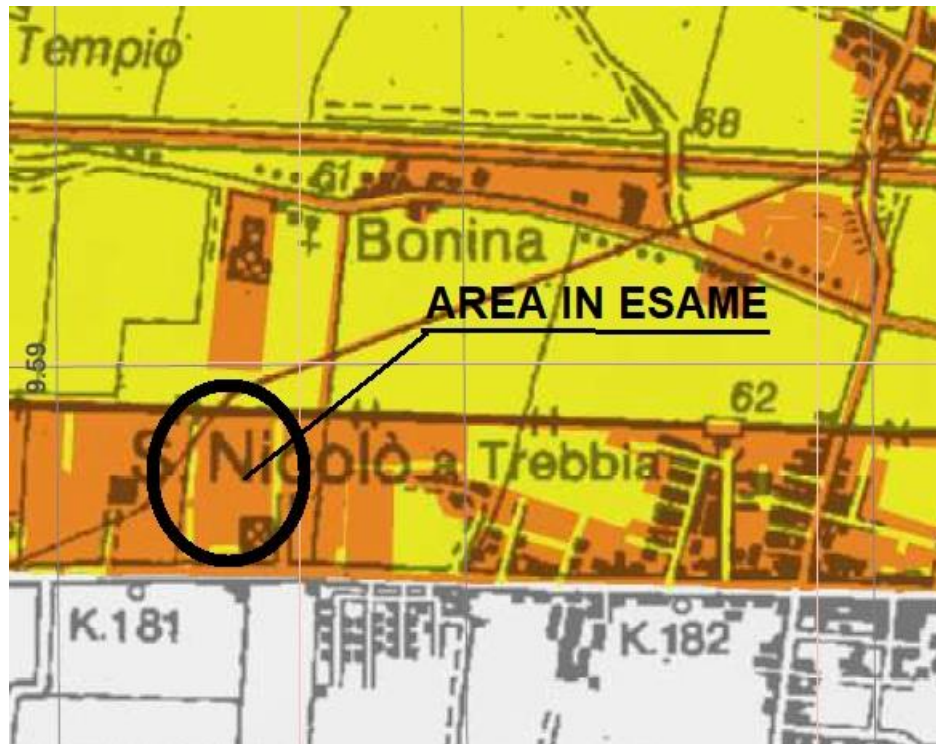 Tempio
68
61
Bonina
AREA IN ESAME
9.59
62
S. Nicolò a Trebbia
K.181
K.182